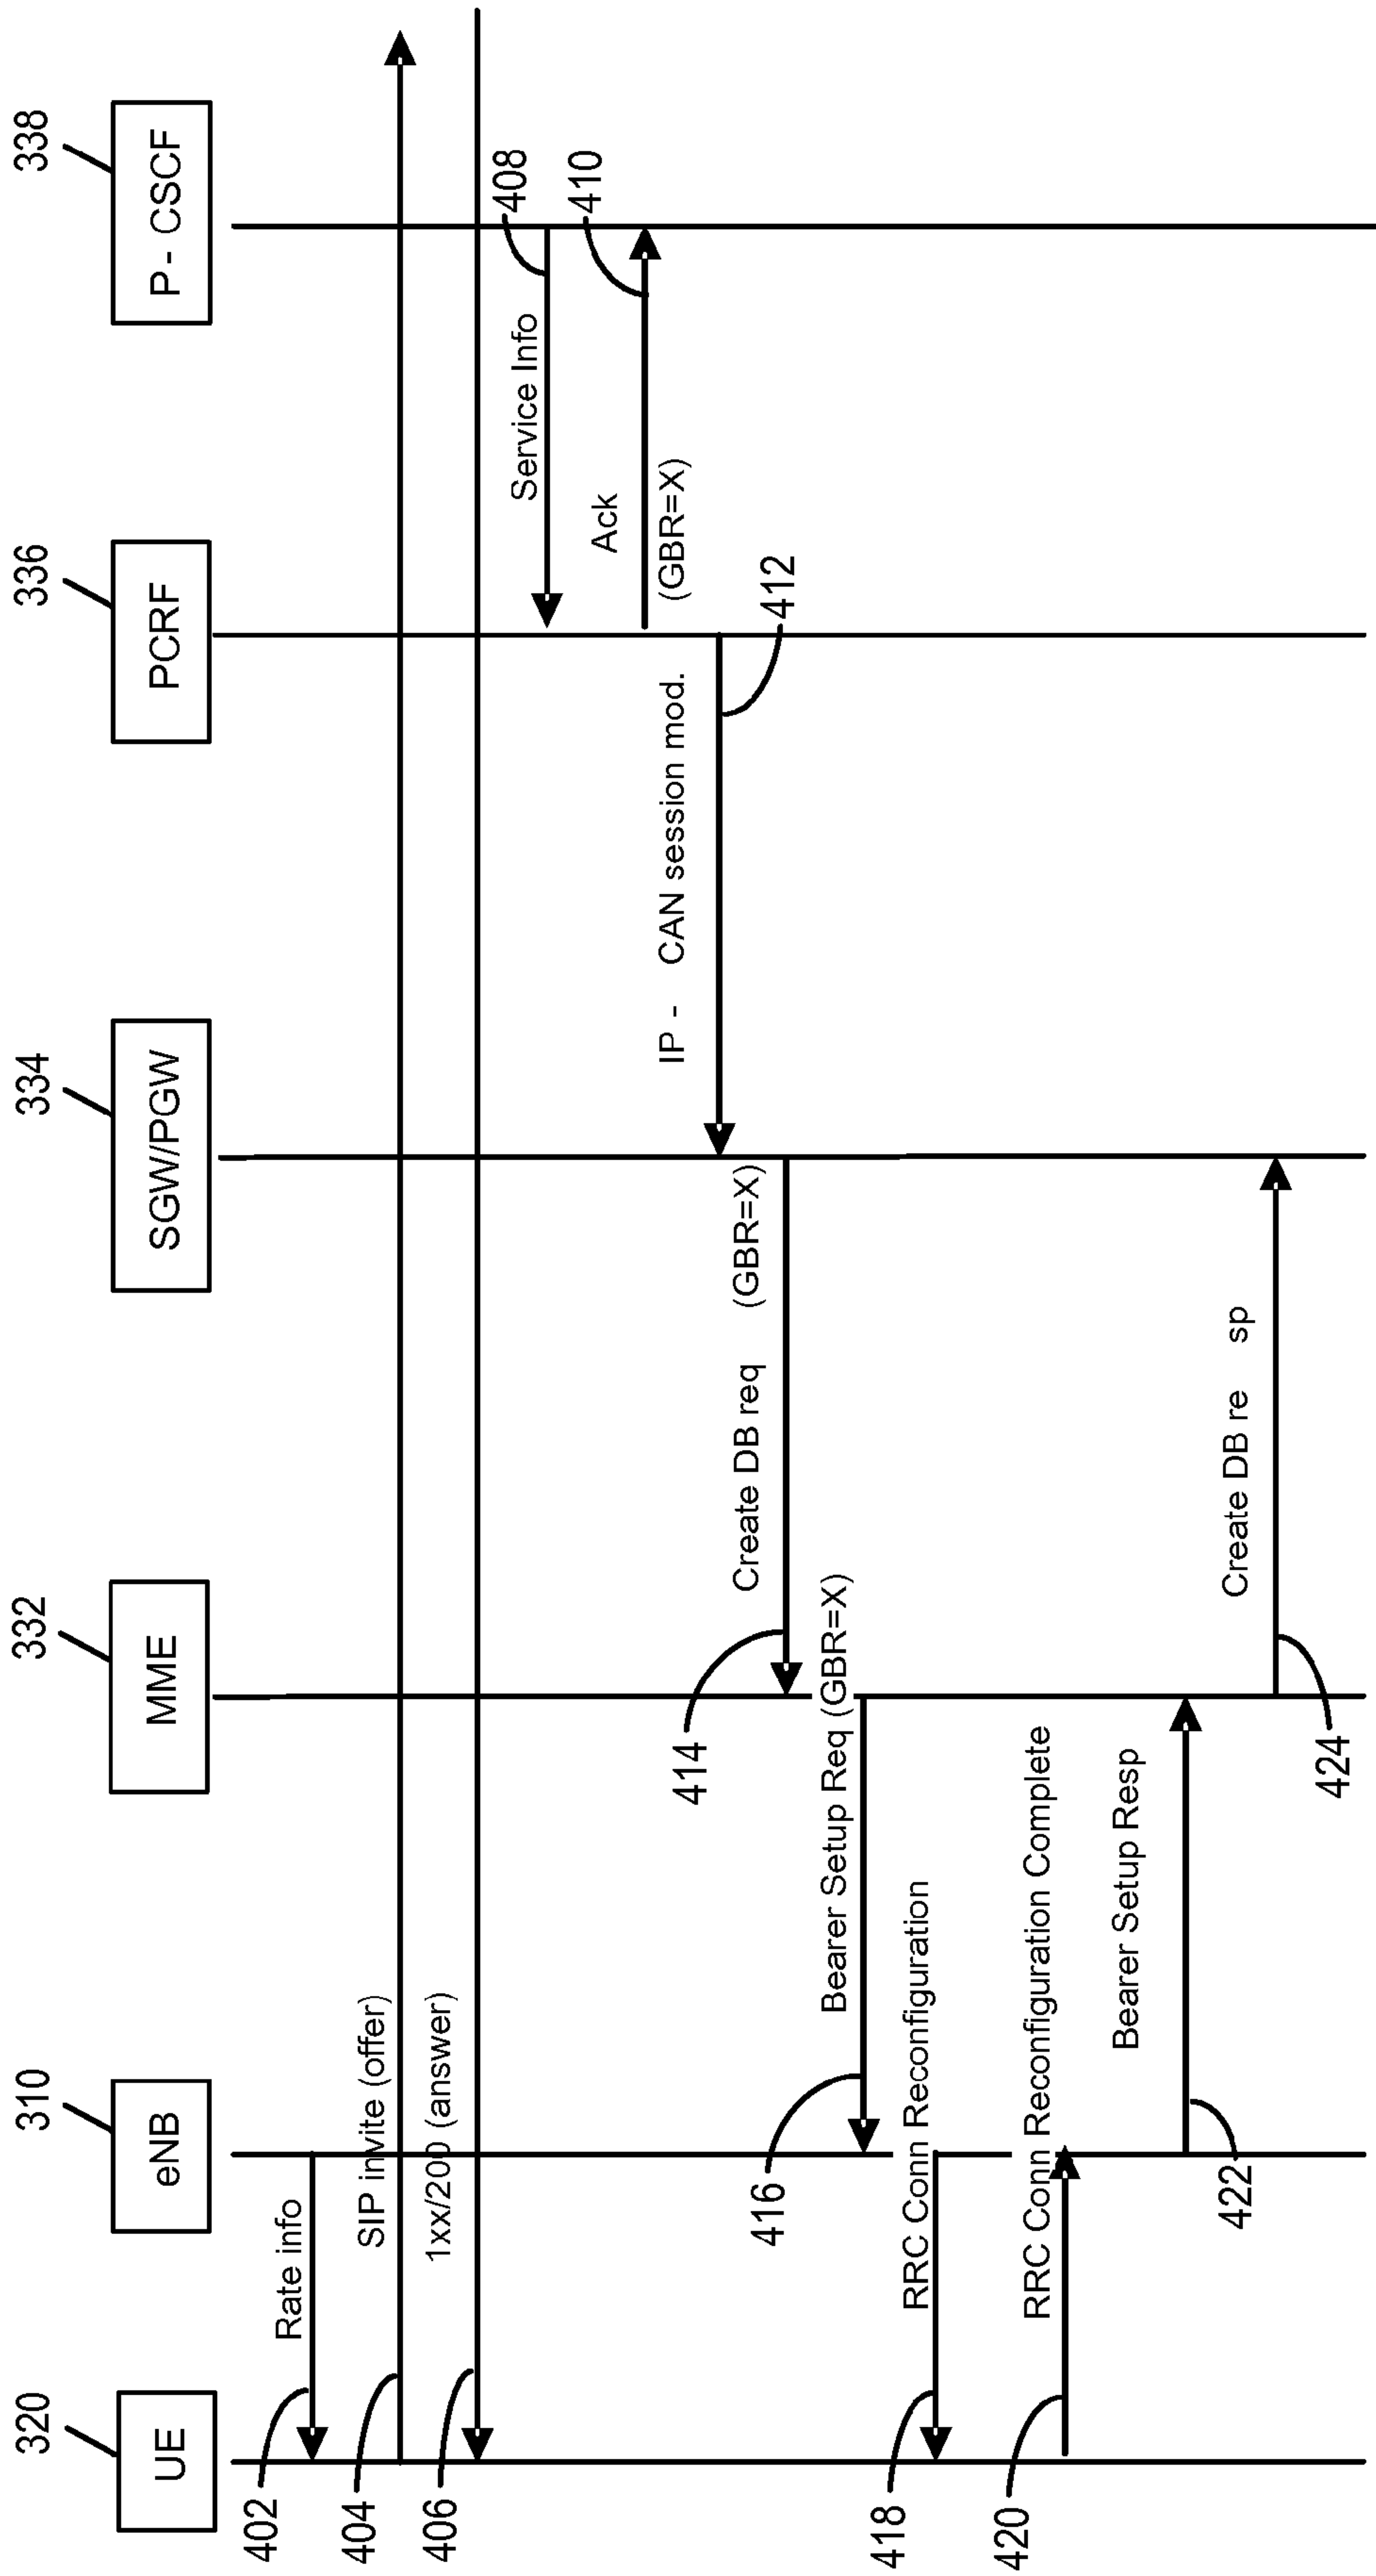 320
310
332
334
336
338
UE
eNB
MME
SGW/PGW
PCRF
P - CSCF
402
Rate info
404
SIP invite (offer)
406
1xx/200 (answer)
408
Service Info
410
Ack
(GBR=X)
412
IP - CAN session mod.
414
Create DB req (GBR=X)
416
Bearer Setup Req (GBR=X)
418
RRC Conn Reconfiguration
420
RRC Conn Reconfiguration Complete
422
Bearer Setup Resp
424
Create DB re sp